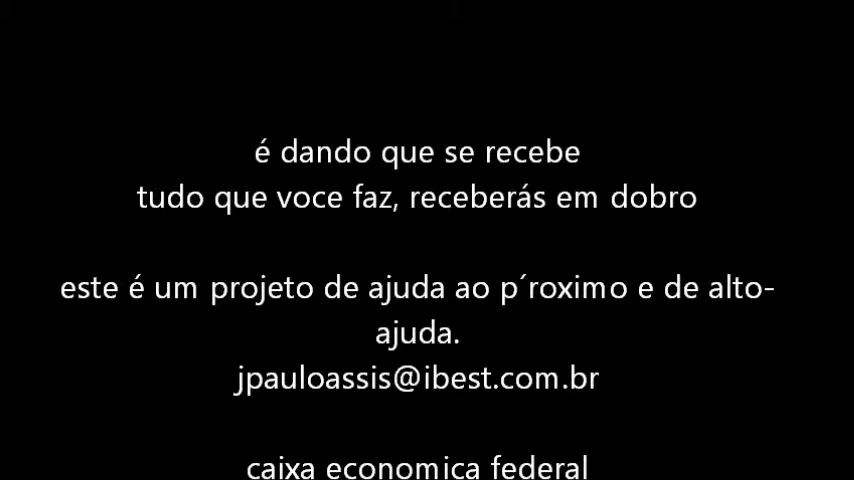 é dando que se recebe
tudo que voce faz, receberás em dobro
este é um projeto de ajuda ao p´roximo e de alto-
ajuda.
jpauloassis@ibest.com.br
caixa economica federal